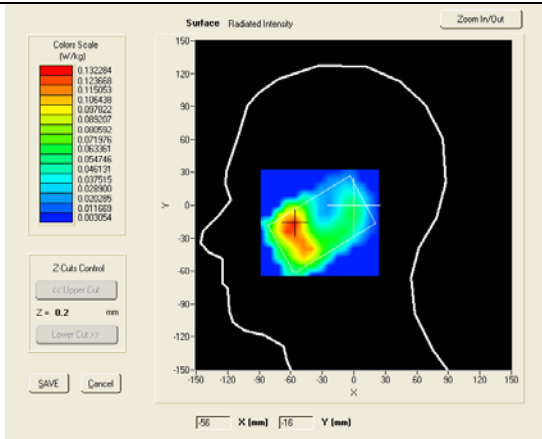 Surface Radiated Intensity
Zoom In/Out
Colors Scale
(W/kg)
0.132284
0.123668
0.115053
0.106438
0.097822
0.089207
0.080592
0.071976
0.063361
0.054746
0.046131
0.037515
0.028900
0.020285
0.011669
0.003054
Z-Cuts Control
<< Upper Cut
Z = 0.2 mm
Lower Cut >>
SAVE Cancel
150
120
90
60
30
0
-30
-60
-90
-120
-150
Y
-150 -120 -90 -60 -30 0 30 60 90 120 150
X
-56 X (mm) -16 Y (mm)